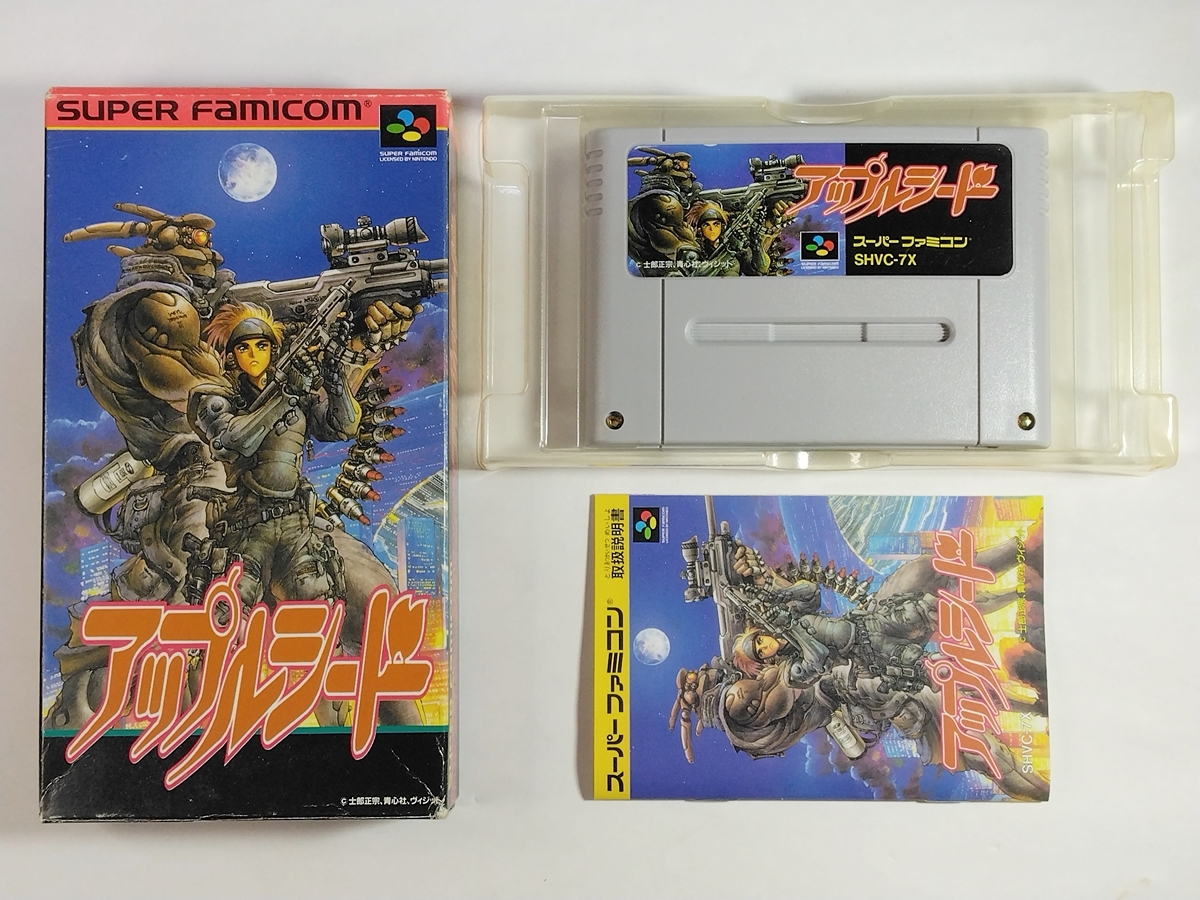 SUPER FAMICOM®
SUPER FAMICOM
LICENSED BY NINTENDO
アップルシード
© 士郎正宗、青心社、ヴィジット
アップルシード
スーパーファミコン
SHVC-7X
© 士郎正宗、青心社、ヴィジット
スーパーファミコン®
取扱説明書
アップルシード
SHVC-7X